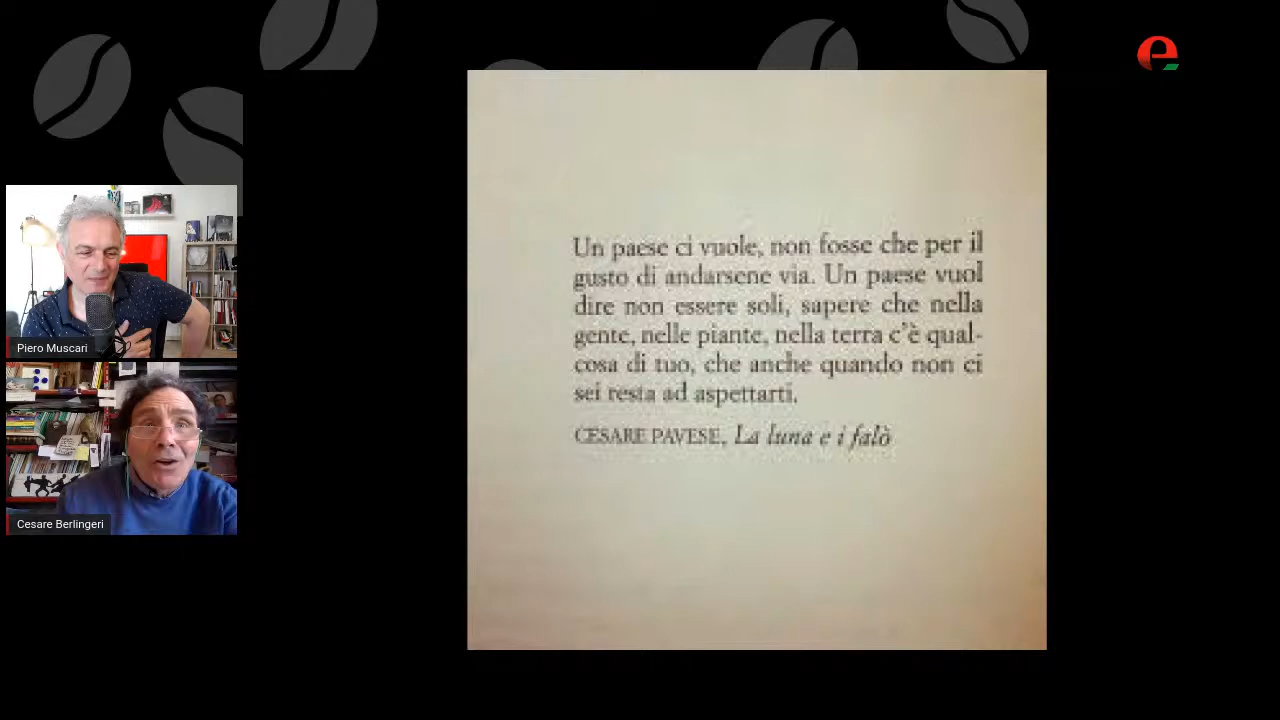 Piero Muscari
Cesare Berlingeri
Un paese ci vuole, non fosse che per il
gusto di andarsene via. Un paese vuol
dire non essere soli, sapere che nella
gente, nelle piante, nella terra c'è qual-
cosa di tuo, che anche quando non ci
sei resta ad aspettarti.
CESARE PAVESE, La luna e i falò
e